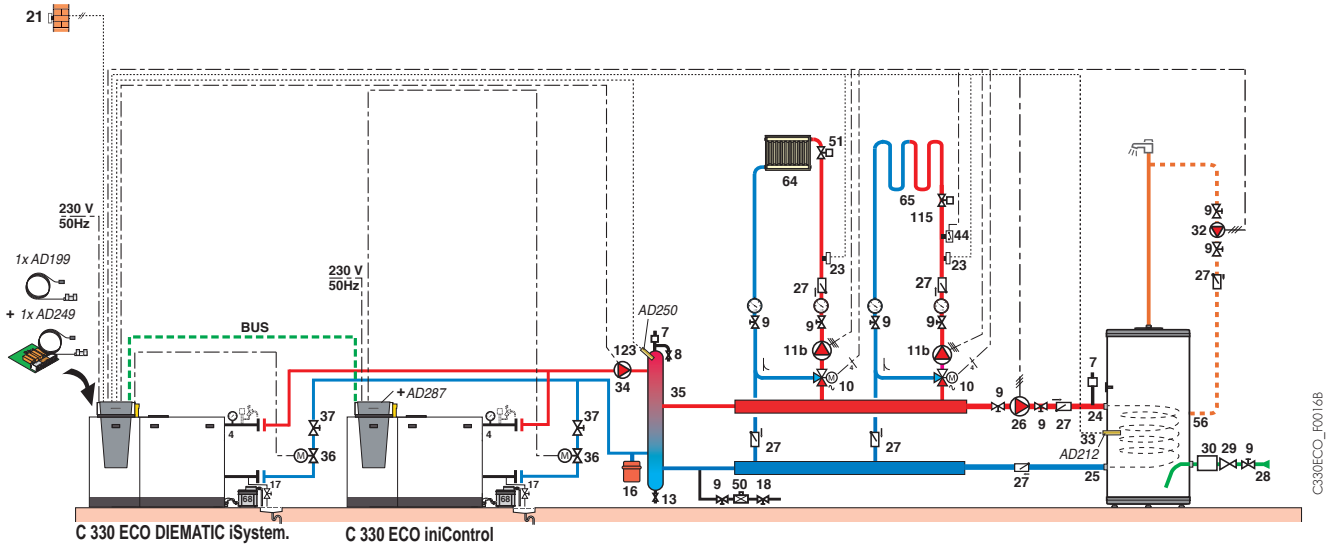 21
230 V
50Hz
1x AD199
+ 1x AD249
BUS
230 V
50Hz
+AD287
AD250
7
8
123
34
35
4
37
M
36
17
68
4
37
M
36
17
68
16
13
51
64
23
27
9
9
11b
M
10
27
65
115
44
23
27
9
9
11b
M
10
27
9
26
9
27
7
24
33
AD212
25
27
9
50
18
9
32
9
27
56
30
29
9
28
C 330 ECO DIEMATIC iSystem.
C 330 ECO iniControl
C330ECO_F0016B